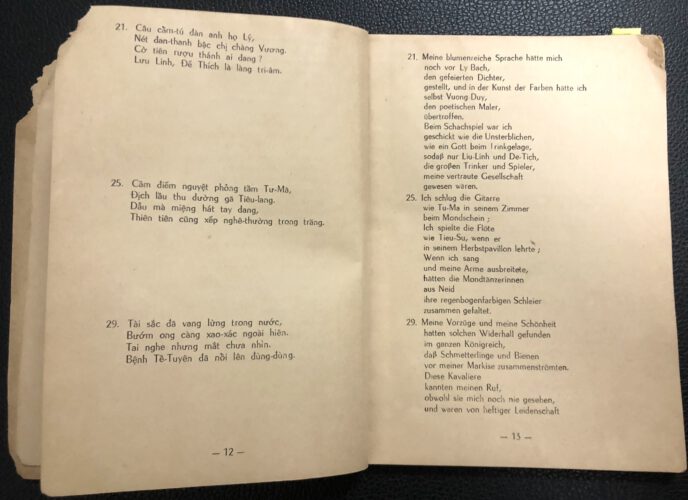 21. Câu cầm-tú đàn anh họ Lý,
Nét đan-thanh bậc chị chàng Vương.
Cờ tiên rượu thánh ai đang ?
Lưu Linh, Đế Thích là làng tri-âm.
25. Cầm điếm nguyệt phỏng tầm Tư-Mã,
Địch lầu thu đường gã Tiêu-lang.
Dẫu mà miệng hát tay dang,
Thiên tiên cũng xếp nghê-thường trong trăng.
29. Tài sắc đã vang lừng trong nước,
Bướm ong càng xao-xác ngoài hiên.
Tai nghe nhưng mắt chưa nhìn.
Bệnh Tề-Tuyên đã nổi lên đùng-đùng.
— 12 —
21. Meine blumenreiche Sprache hätte mich
noch vor Ly Bach,
den gefeierten Dichter,
gestellt, und in der Kunst der Farben hätte ich
selbst Vuong Duy,
den poetischen Maler,
übertroffen.
Beim Schachspiel war ich
geschickt wie die Unsterblichen,
wie ein Gott beim Trinkgelage,
sodaß nur Liu-Linh und De-Tich,
die großen Trinker und Spieler,
meine vertraute Gesellschaft
gewesen wären.
25. Ich schlug die Gitarre
wie Tu-Ma in seinem Zimmer
beim Mondschein ;
Ich spielte die Flöte
wie Tieu-Su, wenn er
in seinem Herbstpavillon lehrte ;
Wenn ich sang
und meine Arme ausbreitete,
hätten die Mondtänzerinnen
aus Neid
ihre regenbogenfarbigen Schleier
zusammen gefaltet.
29. Meine Vorzüge und meine Schönheit
hatten solchen Widerhall gefunden
im ganzen Königreich,
daß Schmetterlinge und Bienen
vor meiner Markise zusammenströmten.
Diese Kavaliere
kannten meinen Ruf,
obwohl sie mich noch nie gesehen,
und waren von heftiger Leidenschaft
— 13 —